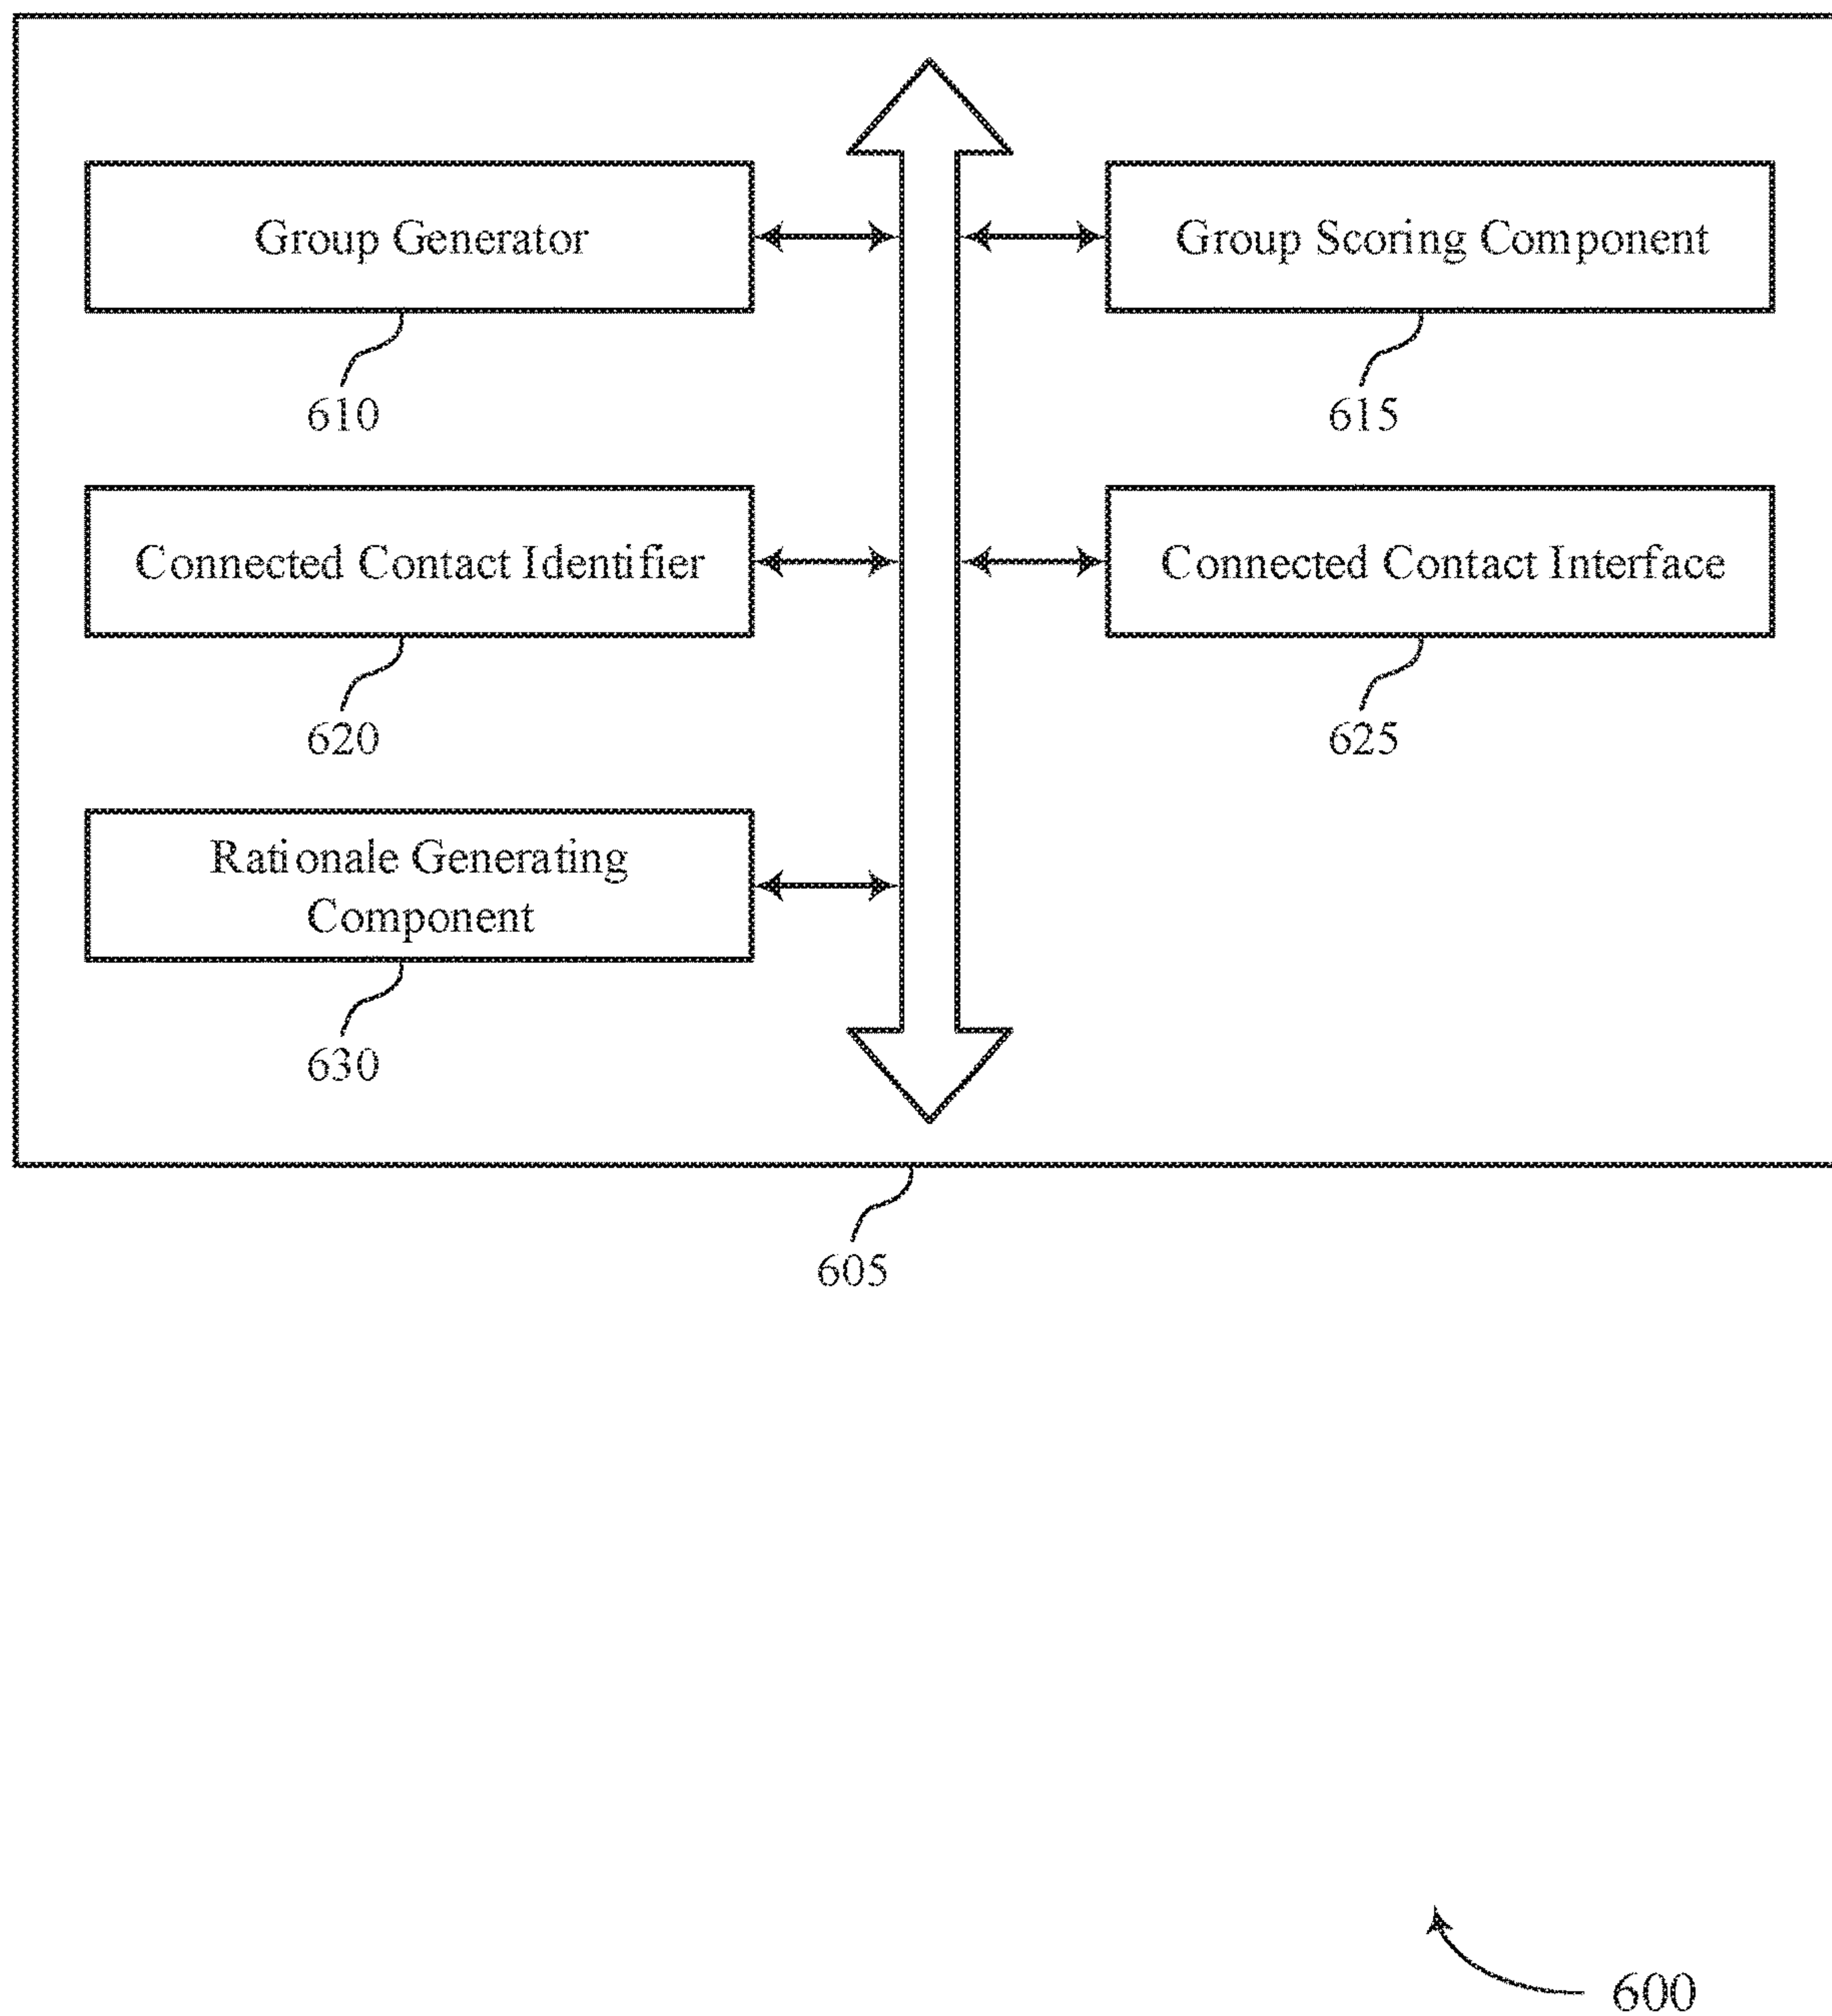 Group Generator
Group Scoring Component
610
615
Connected Contact Identifier
Connected Contact Interface
620
625
Rationale Generating
Component
630
605
600